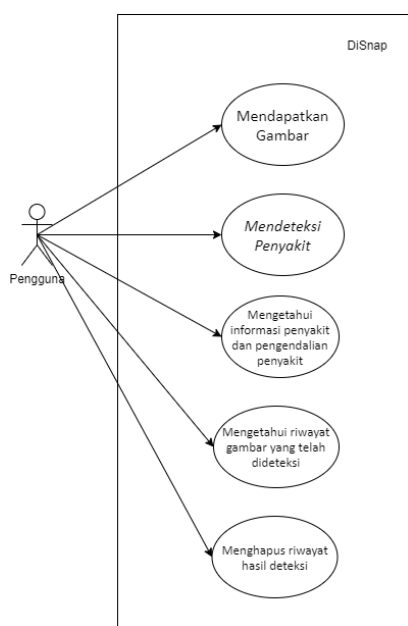 DiSnap
Mendapatkan
Gambar
Mendeteksi
Penyakit
Pengguna
Mengetahui
informasi penyakit
dan pengendalian
penyakit
Mengetahui riwayat
gambar yang telah
dideteksi
Menghapus riwayat
hasil deteksi